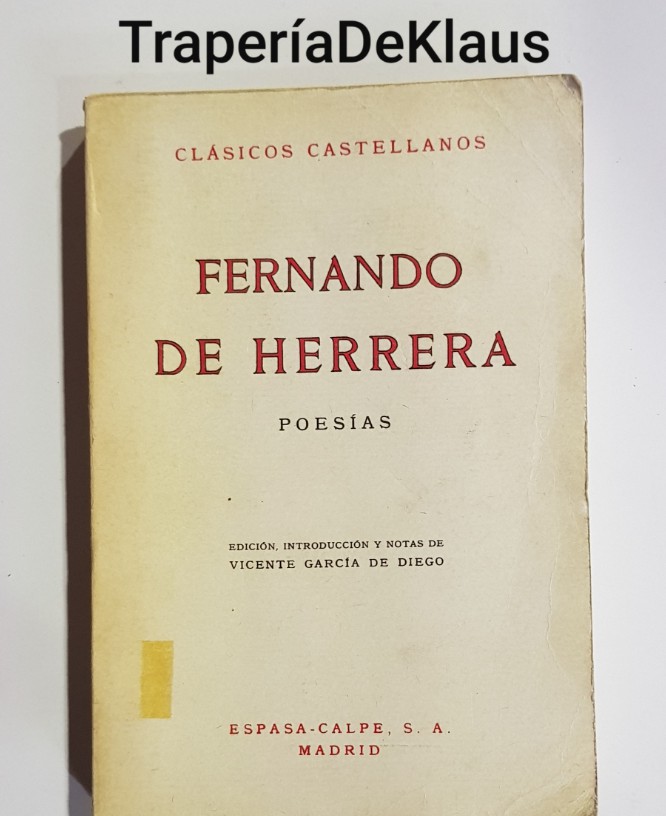 TraperíaDeKlaus
CLÁSICOS CASTELLANOS
FERNANDO
DE HERRERA
POESÍAS
EDICIÓN, INTRODUCCIÓN Y NOTAS DE
VICENTE GARCÍA DE DIEGO
ESPASA-CALPE, S. A.
MADRID